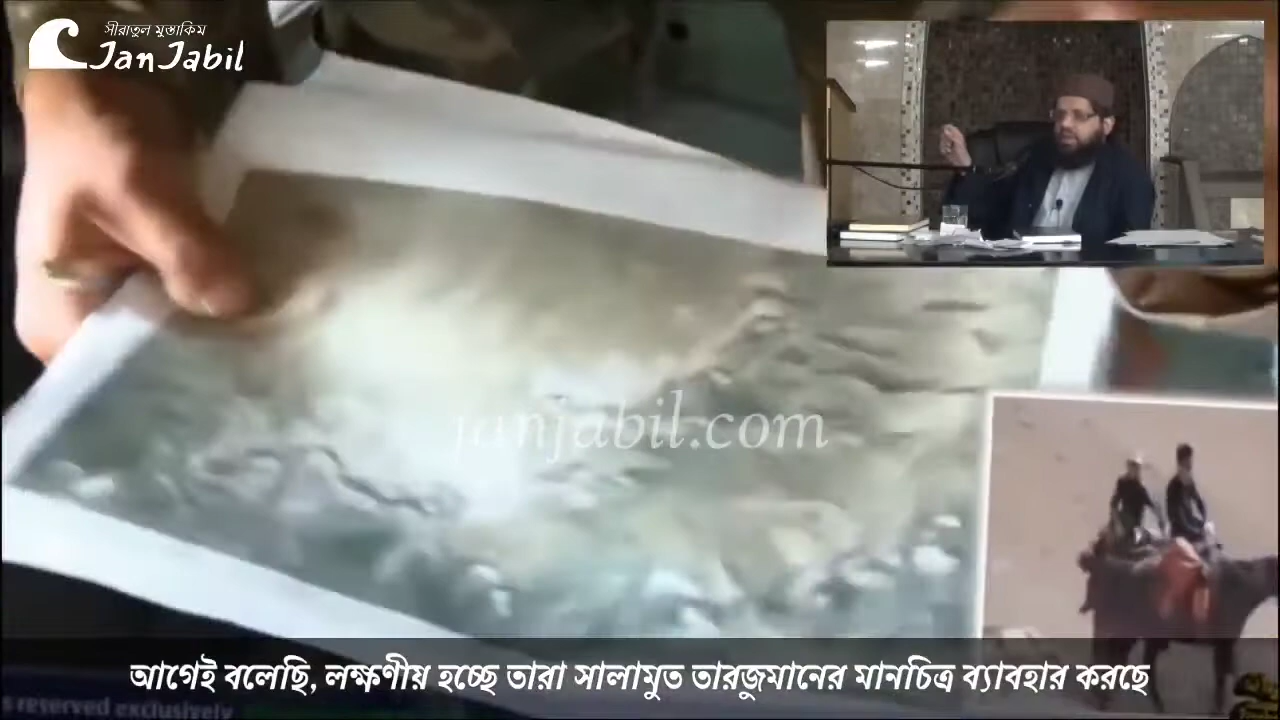 সীরাতুল মুস্তাকিম
JanJabil
janjabil.com
আগেই বলেছি, লক্ষণীয় হচ্ছে তারা সালামুত তারজুমানের মানচিত্র ব্যাবহার করছে
s reserved exclusively